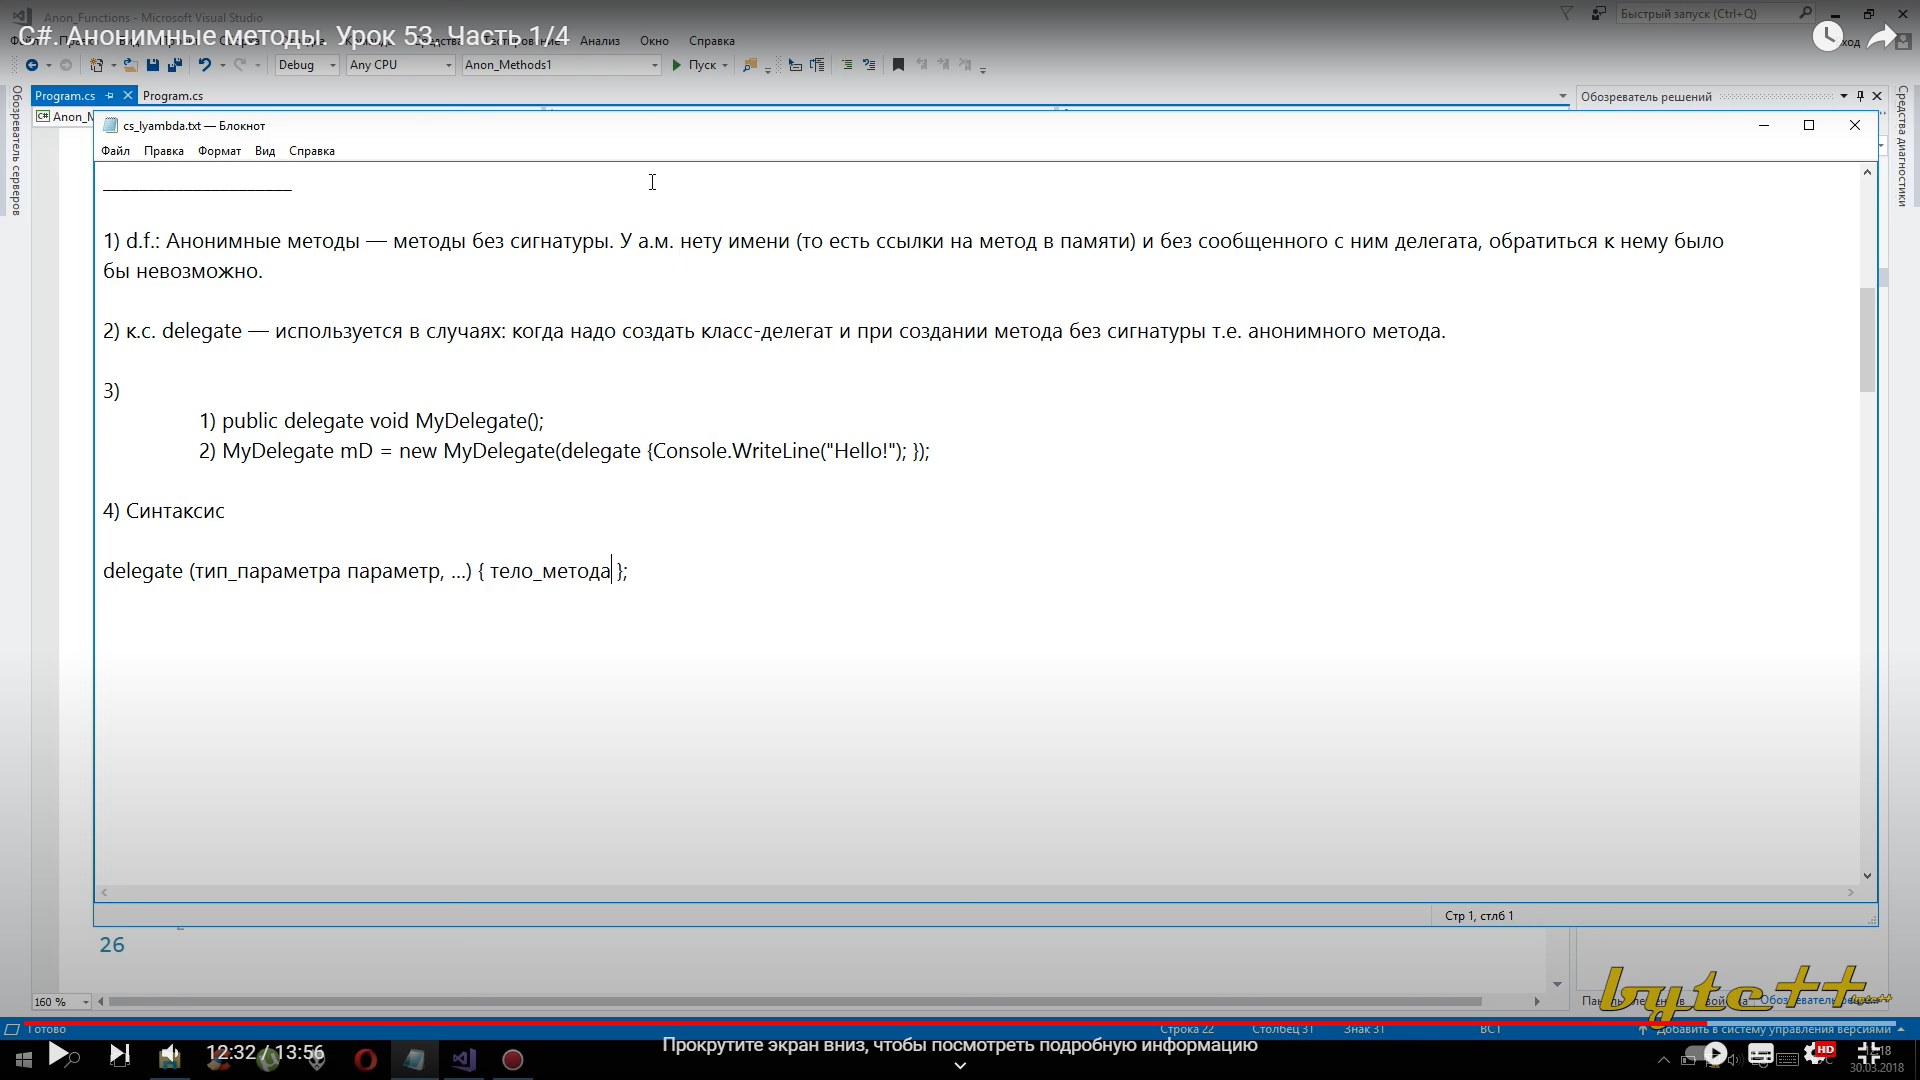 Anon_Functions - Microsoft Visual Studio
Быстрый запуск (Ctrl+Q)
C#. Анонимные методы. Урок 53. Часть 1/4
Анализ Окно Справка
Debug Any CPU Anon_Methods1 Пуск
Program.cs Program.cs
Обозреватель решений
Обозреватель серверов
Средства диагностики
cs_lyambda.txt — Блокнот
Файл Правка Формат Вид Справка
_____________________
1) d.f.: Анонимные методы — методы без сигнатуры. У а.м. нету имени (то есть ссылки на метод в памяти) и без сообщенного с ним делегата, обратиться к нему было
бы невозможно.
2) к.с. delegate — используется в случаях: когда надо создать класс-делегат и при создании метода без сигнатуры т.е. анонимного метода.
3)
1) public delegate void MyDelegate();
2) MyDelegate mD = new MyDelegate(delegate {Console.WriteLine("Hello!"); });
4) Синтаксис
delegate (тип_параметра параметр, ...) { тело_метода };
Стр 1, стлб 1
26
160 %
byte++
Готово
Строка 22 Столбец 31 Знак 31 ВСТ
Добавить в систему управления версиями
12:32 / 13:56
Прокрутите экран вниз, чтобы посмотреть подробную информацию
HD
30.03.2018